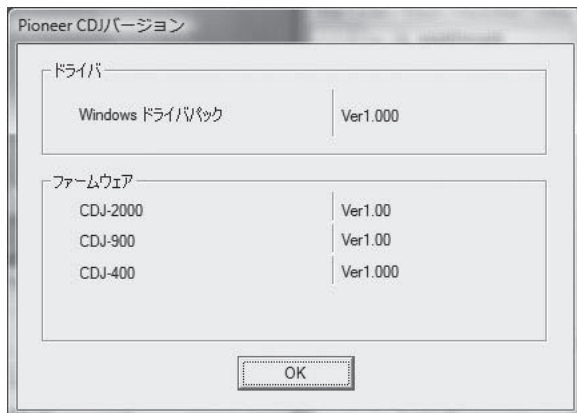 Pioneer CDJバージョン
ドライバ
Windows ドライバパック Ver1.000
ファームウェア
CDJ-2000 Ver1.00
CDJ-900 Ver1.00
CDJ-400 Ver1.000
OK